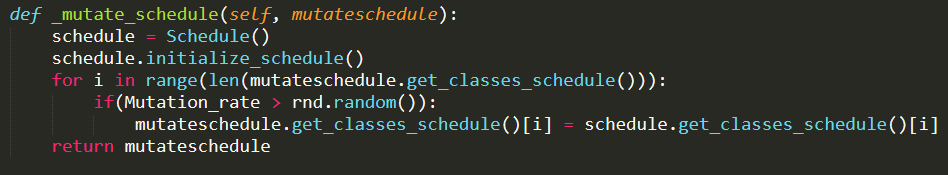 def _mutate_schedule(self, mutateschedule):
    schedule = Schedule()
    schedule.initialize_schedule()
    for i in range(len(mutateschedule.get_classes_schedule())):
        if(Mutation_rate > rnd.random()):
            mutateschedule.get_classes_schedule()[i] = schedule.get_classes_schedule()[i]
    return mutateschedule